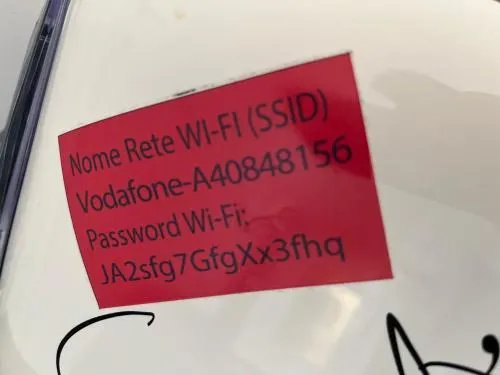 Nome Rete WI-FI (SSID)
Vodafone-A40848156
Password Wi-Fi:
JA2sfg7GfgXx3fhq